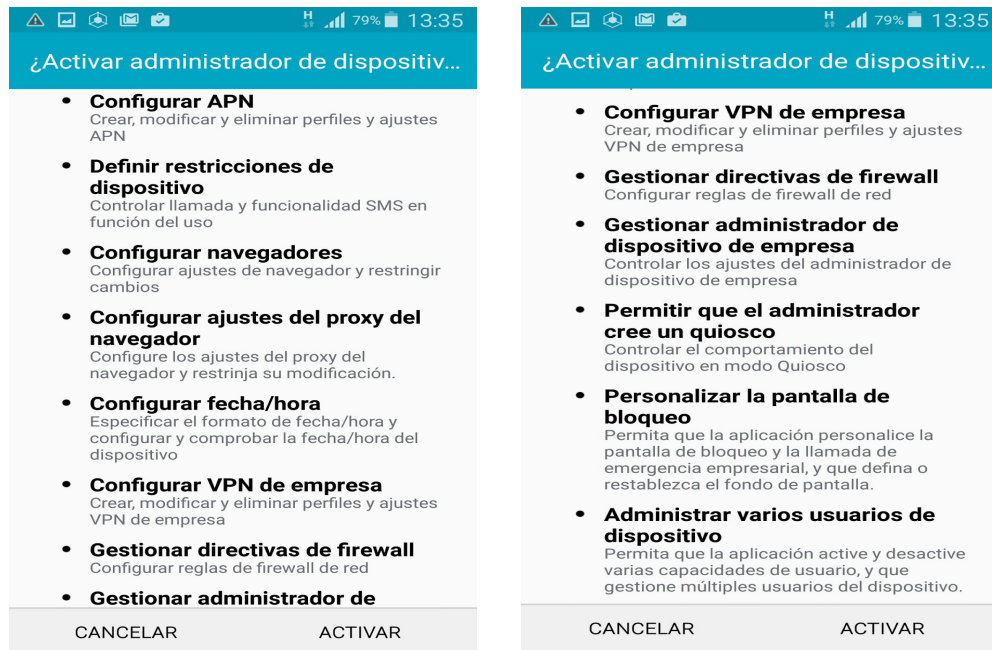 H 79% 13:35
¿Activar administrador de dispositiv...
• Configurar APN
Crear, modificar y eliminar perfiles y ajustes
APN
• Definir restricciones de
dispositivo
Controlar llamada y funcionalidad SMS en
función del uso
• Configurar navegadores
Configurar ajustes de navegador y restringir
cambios
• Configurar ajustes del proxy del
navegador
Configure los ajustes del proxy del
navegador y restrinja su modificación.
• Configurar fecha/hora
Especificar el formato de fecha/hora y
configurar y comprobar la fecha/hora del
dispositivo
• Configurar VPN de empresa
Crear, modificar y eliminar perfiles y ajustes
VPN de empresa
• Gestionar directivas de firewall
Configurar reglas de firewall de red
• Gestionar administrador de
CANCELAR ACTIVAR
H 79% 13:35
¿Activar administrador de dispositiv...
• Configurar VPN de empresa
Crear, modificar y eliminar perfiles y ajustes
VPN de empresa
• Gestionar directivas de firewall
Configurar reglas de firewall de red
• Gestionar administrador de
dispositivo de empresa
Controlar los ajustes del administrador de
dispositivo de empresa
• Permitir que el administrador
cree un quiosco
Controlar el comportamiento del
dispositivo en modo Quiosco
• Personalizar la pantalla de
bloqueo
Permita que la aplicación personalice la
pantalla de bloqueo y la llamada de
emergencia empresarial, y que defina o
restablezca el fondo de pantalla.
• Administrar varios usuarios de
dispositivo
Permita que la aplicación active y desactive
varias capacidades de usuario, y que
gestione múltiples usuarios del dispositivo.
CANCELAR ACTIVAR